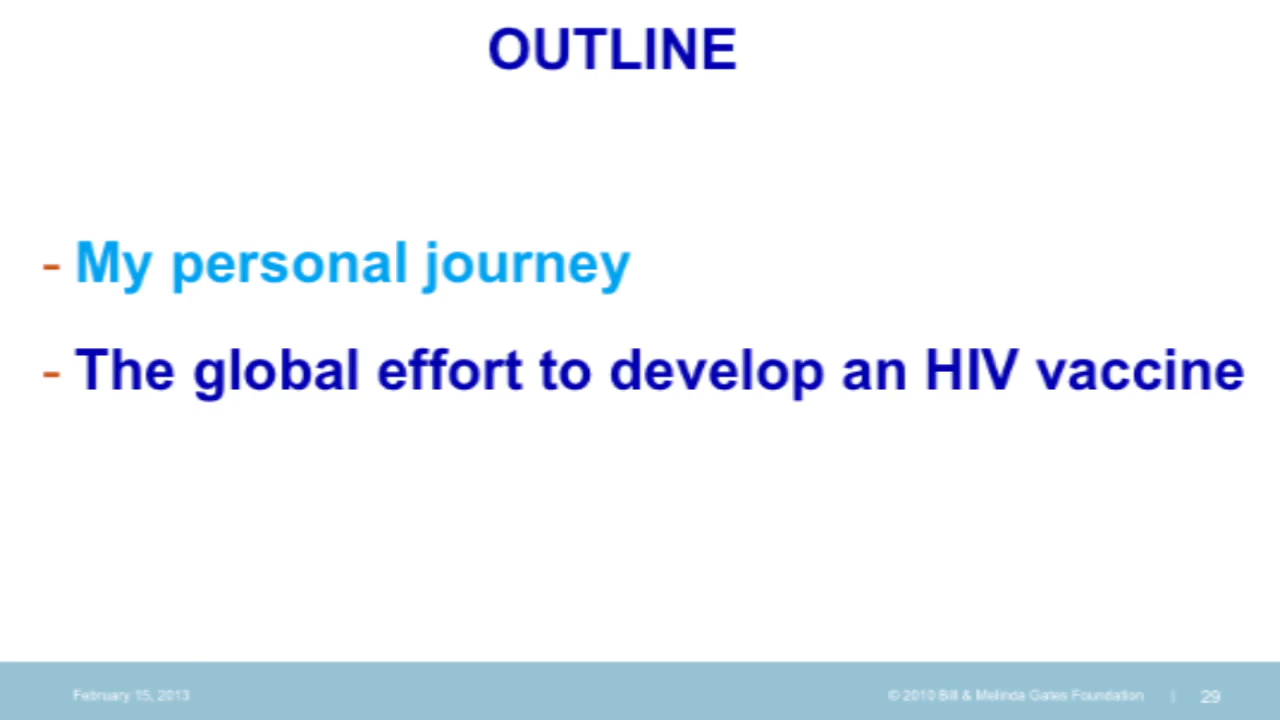 OUTLINE
- My personal journey
- The global effort to develop an HIV vaccine
February 15, 2013
© 2010 Bill & Melinda Gates Foundation | 29